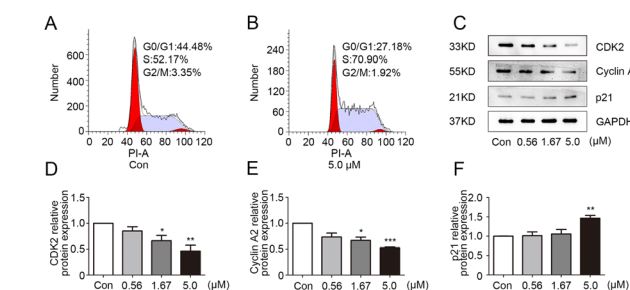 A
G0/G1:44.48%
S:52.17%
G2/M:3.35%
Number
600
400
200
0
0 20 40 60 80 100 120
PI-A
Con
B
G0/G1:27.18%
S:70.90%
G2/M:1.92%
Number
240
180
120
60
0
0 20 40 60 80 100 120
PI-A
5.0 μM
C
33KD CDK2
55KD Cyclin A
21KD p21
37KD GAPDH
Con 0.56 1.67 5.0 (μM)
D
CDK2 relative
protein expression
1.5
1.0
0.5
0
* **
Con 0.56 1.67 5.0 (μM)
E
Cyclin A2 relative
protein expression
1.5
1.0
0.5
0
* ***
Con 0.56 1.67 5.0 (μM)
F
p21 relative
protein expression
2.0
1.5
1.0
0.5
0
**
Con 0.56 1.67 5.0 (μM)